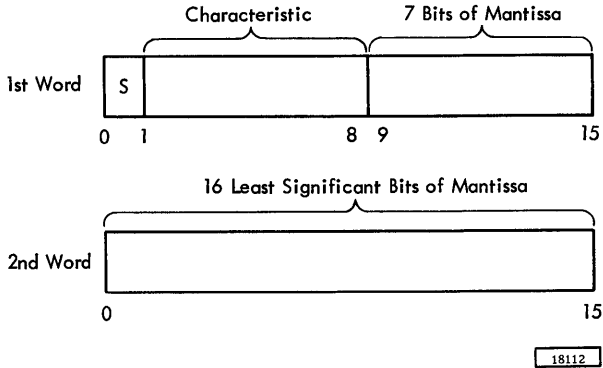 Characteristic 7 Bits of Mantissa
1st Word S
0 1 8 9 15
16 Least Significant Bits of Mantissa
2nd Word
0 15
18112